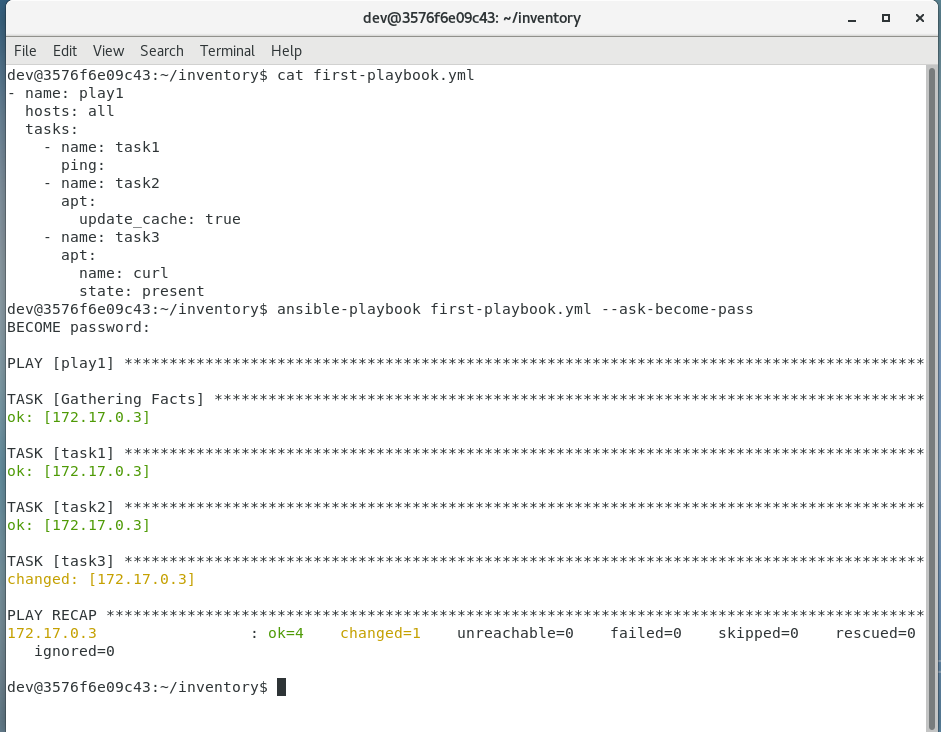 dev@3576f6e09c43: ~/inventory
File Edit View Search Terminal Help
dev@3576f6e09c43:~/inventory$ cat first-playbook.yml
- name: play1
  hosts: all
  tasks:
    - name: task1
      ping:
    - name: task2
      apt:
        update_cache: true
    - name: task3
      apt:
        name: curl
        state: present
dev@3576f6e09c43:~/inventory$ ansible-playbook first-playbook.yml --ask-become-pass
BECOME password:
PLAY [play1] *****************************************************************************************
TASK [Gathering Facts] *******************************************************************************
ok: [172.17.0.3]
TASK [task1] *****************************************************************************************
ok: [172.17.0.3]
TASK [task2] *****************************************************************************************
ok: [172.17.0.3]
TASK [task3] *****************************************************************************************
changed: [172.17.0.3]
PLAY RECAP *******************************************************************************************
172.17.0.3                 : ok=4    changed=1    unreachable=0    failed=0    skipped=0    rescued=0
   ignored=0
dev@3576f6e09c43:~/inventory$